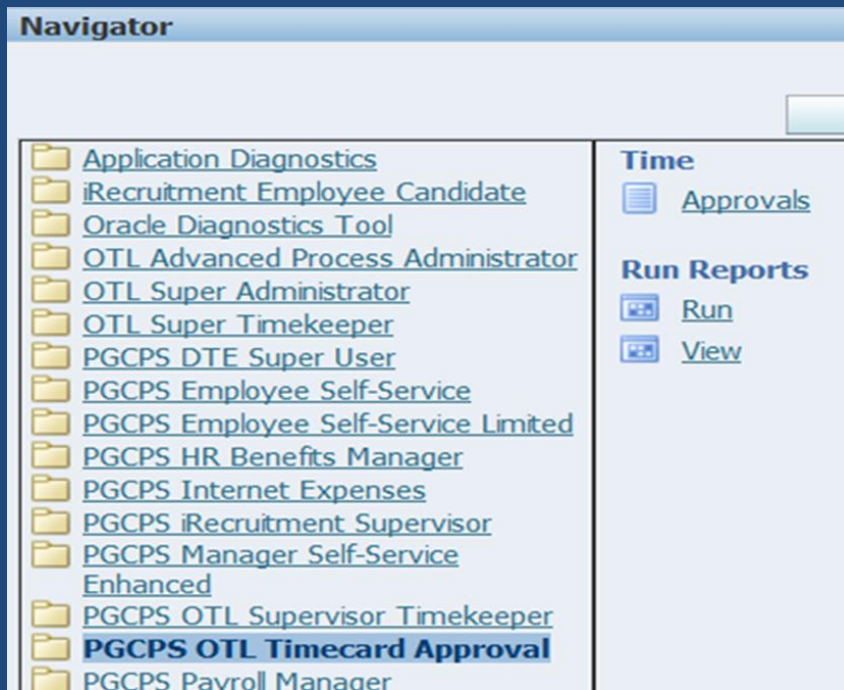 Navigator
Application Diagnostics
iRecruitment Employee Candidate
Oracle Diagnostics Tool
OTL Advanced Process Administrator
OTL Super Administrator
OTL Super Timekeeper
PGCPS DTE Super User
PGCPS Employee Self-Service
PGCPS Employee Self-Service Limited
PGCPS HR Benefits Manager
PGCPS Internet Expenses
PGCPS iRecruitment Supervisor
PGCPS Manager Self-Service
Enhanced
PGCPS OTL Supervisor Timekeeper
PGCPS OTL Timecard Approval
PGCPS Payroll Manager
Time
Approvals
Run Reports
Run
View